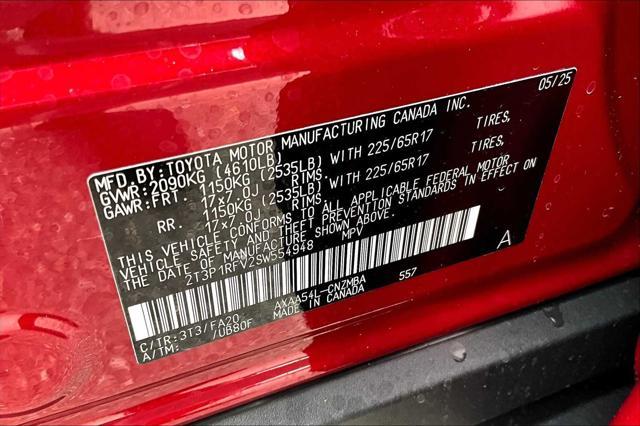 MFD. BY: TOYOTA MOTOR MANUFACTURING CANADA INC. 05/25
GVWR: 2090KG (4610LB)
GAWR: FRT. 1150KG (2535LB) WITH 225/65R17 TIRES,
17x7.0J RIMS.
RR. 1150KG (2535LB) WITH 225/65R17 TIRES,
17x7.0J RIMS.
THIS VEHICLE CONFORMS TO ALL APPLICABLE FEDERAL MOTOR
VEHICLE SAFETY AND THEFT PREVENTION STANDARDS IN EFFECT ON
THE DATE OF MANUFACTURE SHOWN ABOVE.
2T3P1RFV2SW554948 MPV A
C/TR: 3T3/FA20 AXAA54L-CNZMBA 557
A/TM: /UB80F MADE IN CANADA